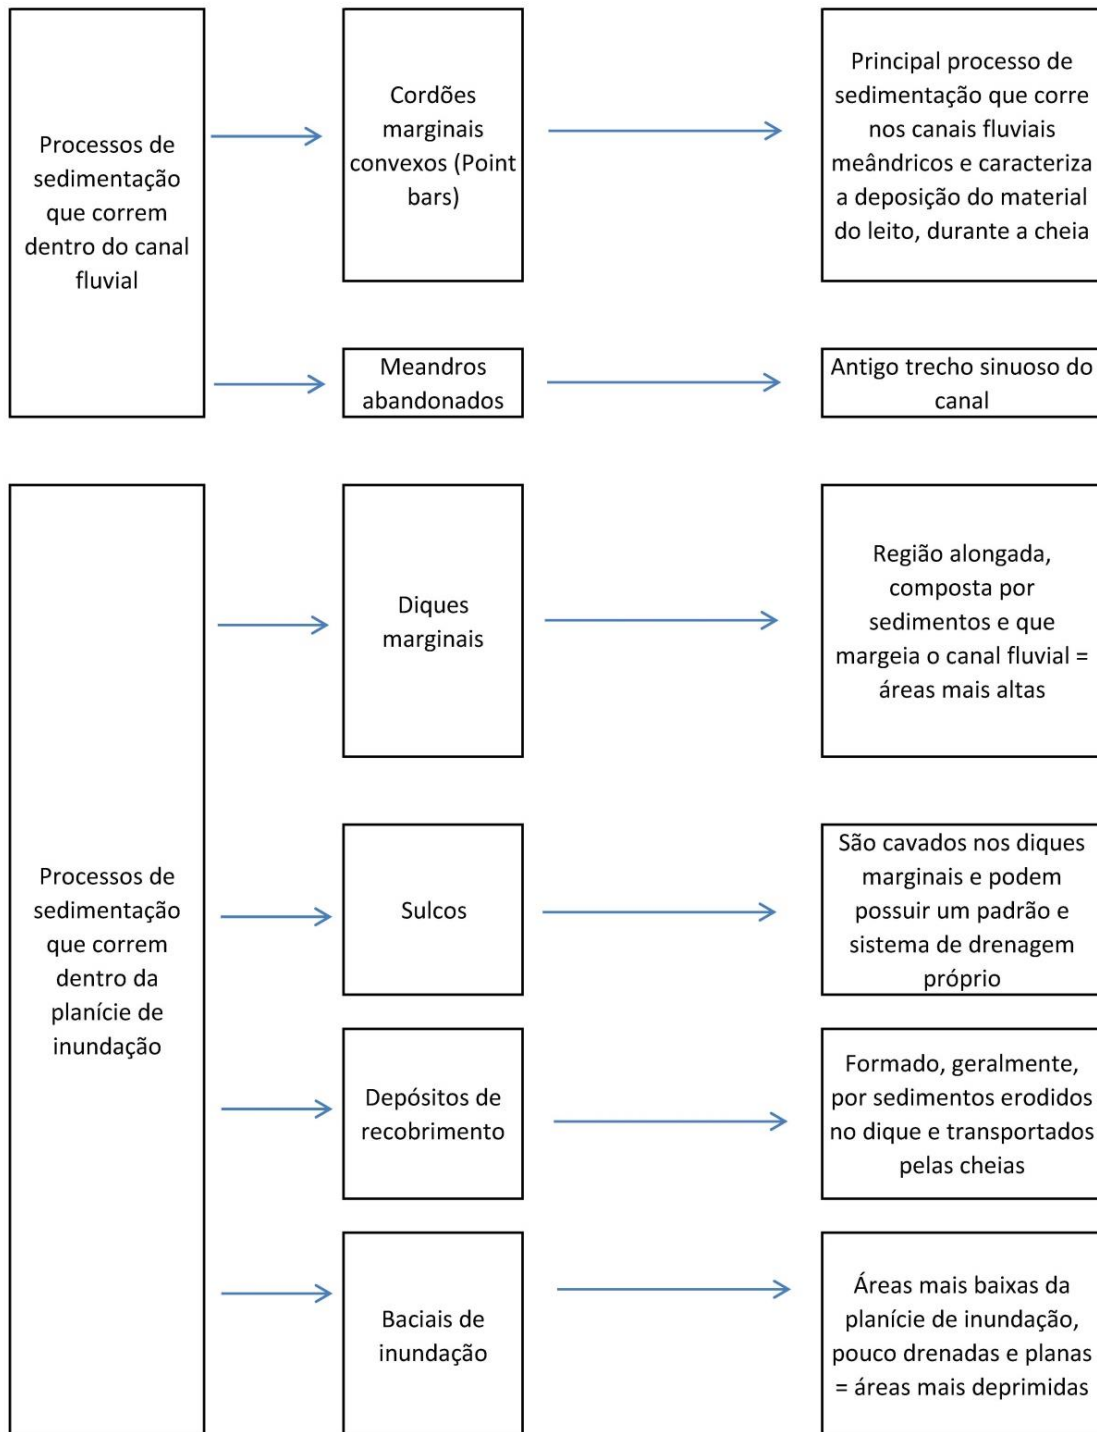 Processos de
sedimentação
que correm
dentro do canal
fluvial
Cordões
marginais
convexos (Point
bars)
Principal processo de
sedimentação que corre
nos canais fluviais
meândricos e caracteriza
a deposição do material
do leito, durante a cheia
Meandros
abandonados
Antigo trecho sinuoso do
canal
Processos de
sedimentação
que correm
dentro da
planície de
inundação
Diques
marginais
Região alongada,
composta por
sedimentos e que
margeia o canal fluvial =
áreas mais altas
Sulcos
São cavados nos diques
marginais e podem
possuir um padrão e
sistema de drenagem
próprio
Depósitos de
recobrimento
Formado, geralmente,
por sedimentos erodidos
no dique e transportados
pelas cheias
Baciais de
inundação
Áreas mais baixas da
planície de inundação,
pouco drenadas e planas
= áreas mais deprimidas